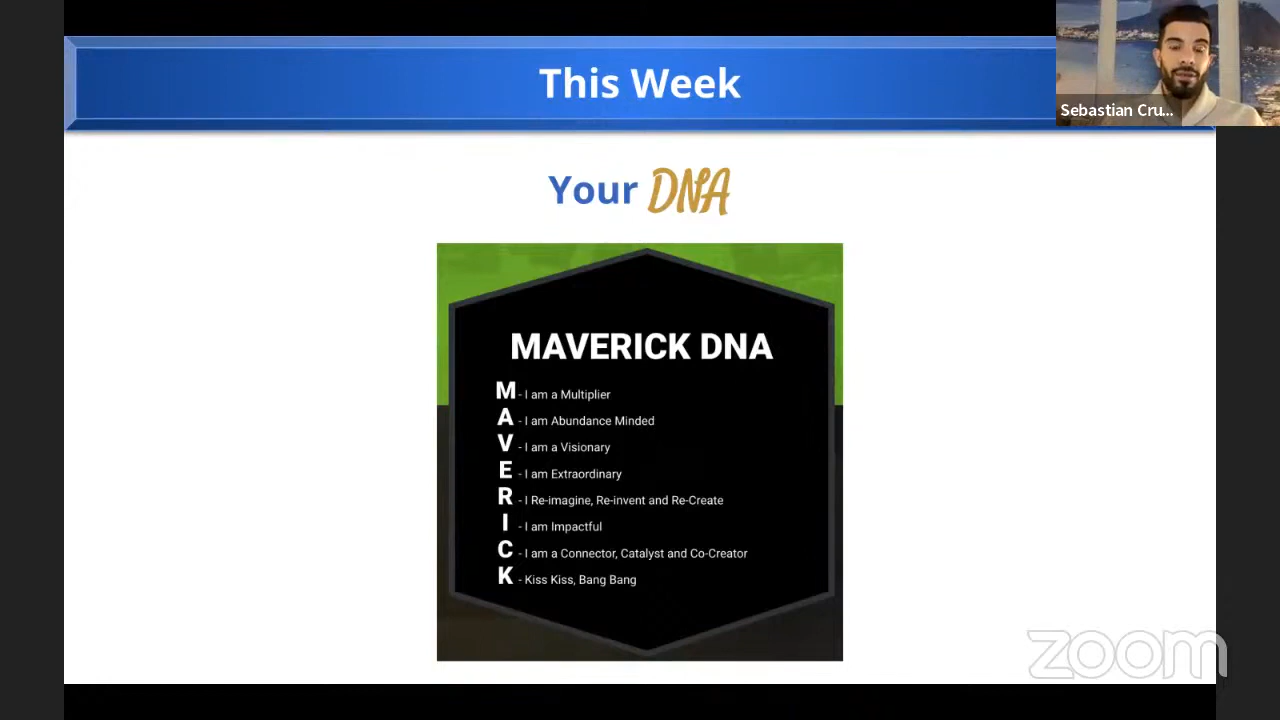 This Week
Sebastian Cru...
Your DNA
MAVERICK DNA
M - I am a Multiplier
A - I am Abundance Minded
V - I am a Visionary
E - I am Extraordinary
R - I Re-imagine, Re-invent and Re-Create
I - I am Impactful
C - I am a Connector, Catalyst and Co-Creator
K - Kiss Kiss, Bang Bang
zoom